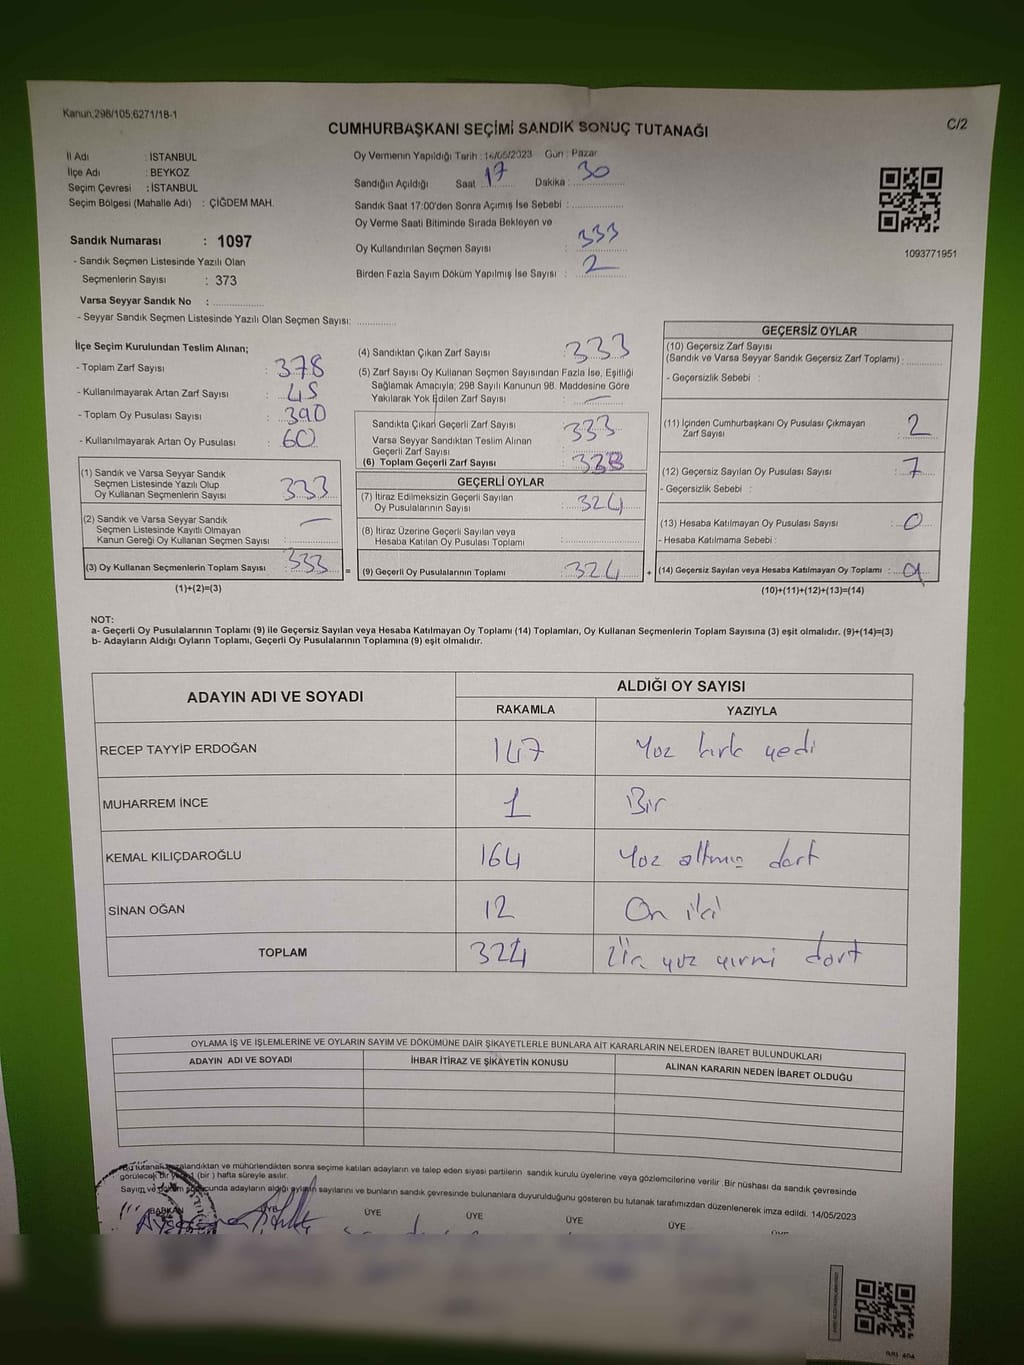 Kanun:298/105;6271/18-1
C/2
CUMHURBAŞKANI SEÇİMİ SANDIK SONUÇ TUTANAĞI
İl Adı : İSTANBUL
İlçe Adı : BEYKOZ
Seçim Çevresi : İSTANBUL
Seçim Bölgesi (Mahalle Adı) : ÇİĞDEM MAH.
Sandık Numarası : 1097
- Sandık Seçmen Listesinde Yazılı Olan
Seçmenlerin Sayısı : 373
Varsa Seyyar Sandık No :
- Seyyar Sandık Seçmen Listesinde Yazılı Olan Seçmen Sayısı:
Oy Vermenin Yapıldığı Tarih : 14/05/2023 Gün : Pazar
Sandığın Açıldığı Saat : 17 Dakika : 30
Sandık Saat 17:00'den Sonra Açımış İse Sebebi :
Oy Verme Saati Bitiminde Sırada Bekleyen ve
Oy Kullandırılan Seçmen Sayısı : 333
Birden Fazla Sayım Döküm Yapılmış İse Sayısı : 2
1093771951
İlçe Seçim Kurulundan Teslim Alınan;
- Toplam Zarf Sayısı : 378
- Kullanılmayarak Artan Zarf Sayısı : 45
- Toplam Oy Pusulası Sayısı : 390
- Kullanılmayarak Artan Oy Pusulası : 60
(1) Sandık ve Varsa Seyyar Sandık
Seçmen Listesinde Yazılı Olup
Oy Kullanan Seçmenlerin Sayısı : 333
(2) Sandık ve Varsa Seyyar Sandık
Seçmen Listesinde Kayıtlı Olmayan
Kanun Gereği Oy Kullanan Seçmen Sayısı : —
(3) Oy Kullanan Seçmenlerin Toplam Sayısı : 333
(1)+(2)=(3)
(4) Sandıktan Çıkan Zarf Sayısı : 333
(5) Zarf Sayısı Oy Kullanan Seçmen Sayısından Fazla İse, Eşitliği
Sağlamak Amacıyla; 298 Sayılı Kanunun 98. Maddesine Göre
Yakılarak Yok Edilen Zarf Sayısı : —
Sandıkta Çıkan Geçerli Zarf Sayısı : 333
Varsa Seyyar Sandıktan Teslim Alınan
Geçerli Zarf Sayısı :
(6) Toplam Geçerli Zarf Sayısı : 333
GEÇERLİ OYLAR
(7) İtiraz Edilmeksizin Geçerli Sayılan
Oy Pusulalarının Sayısı : 324
(8) İtiraz Üzerine Geçerli Sayılan veya
Hesaba Katılan Oy Pusulası Toplamı :
= (9) Geçerli Oy Pusulalarının Toplamı : 324
GEÇERSİZ OYLAR
(10) Geçersiz Zarf Sayısı
(Sandık ve Varsa Seyyar Sandık Geçersiz Zarf Toplamı) :
- Geçersizlik Sebebi :
(11) İçinden Cumhurbaşkanı Oy Pusulası Çıkmayan
Zarf Sayısı : 2
(12) Geçersiz Sayılan Oy Pusulası Sayısı : 7
- Geçersizlik Sebebi :
(13) Hesaba Katılmayan Oy Pusulası Sayısı : 0
- Hesaba Katılmama Sebebi :
+ (14) Geçersiz Sayılan veya Hesaba Katılmayan Oy Toplamı : 9
(10)+(11)+(12)+(13)=(14)
NOT:
a- Geçerli Oy Pusulalarının Toplamı (9) ile Geçersiz Sayılan veya Hesaba Katılmayan Oy Toplamı (14) Toplamları, Oy Kullanan Seçmenlerin Toplam Sayısına (3) eşit olmalıdır. (9)+(14)=(3)
b- Adayların Aldığı Oyların Toplamı, Geçerli Oy Pusulalarının Toplamına (9) eşit olmalıdır.
ADAYIN ADI VE SOYADI ALDIĞI OY SAYISI
RAKAMLA YAZIYLA
RECEP TAYYİP ERDOĞAN 147 Yüz kırk yedi
MUHARREM İNCE 1 Bir
KEMAL KILIÇDAROĞLU 164 Yüz altmış dört
SİNAN OĞAN 12 On iki
TOPLAM 324 Üç yüz yirmi dört
OYLAMA İŞ VE İŞLEMLERİNE VE OYLARIN SAYIM VE DÖKÜMÜNE DAİR ŞİKAYETLERLE BUNLARA AİT KARARLARIN NELERDEN İBARET BULUNDUKLARI
ADAYIN ADI VE SOYADI İHBAR İTİRAZ VE ŞİKAYETİN KONUSU ALINAN KARARIN NEDEN İBARET OLDUĞU
Bu tutanak imzalandıktan ve mühürlendikten sonra seçime katılan adayların ve talep eden siyasi partilerin sandık kurulu üyelerine veya gözlemcilerine verilir. Bir nüshası da sandık çevresinde
görülecek bir yere 1 (bir ) hafta süreyle asılır.
Sayım ve döküm sonucunda adayların aldığı oyların sayılarını ve bunların sandık çevresinde bulunanlara duyurulduğunu gösteren bu tutanak tarafımızdan düzenlenerek imza edildi. 14/05/2023
BAŞKAN ÜYE ÜYE ÜYE ÜYE